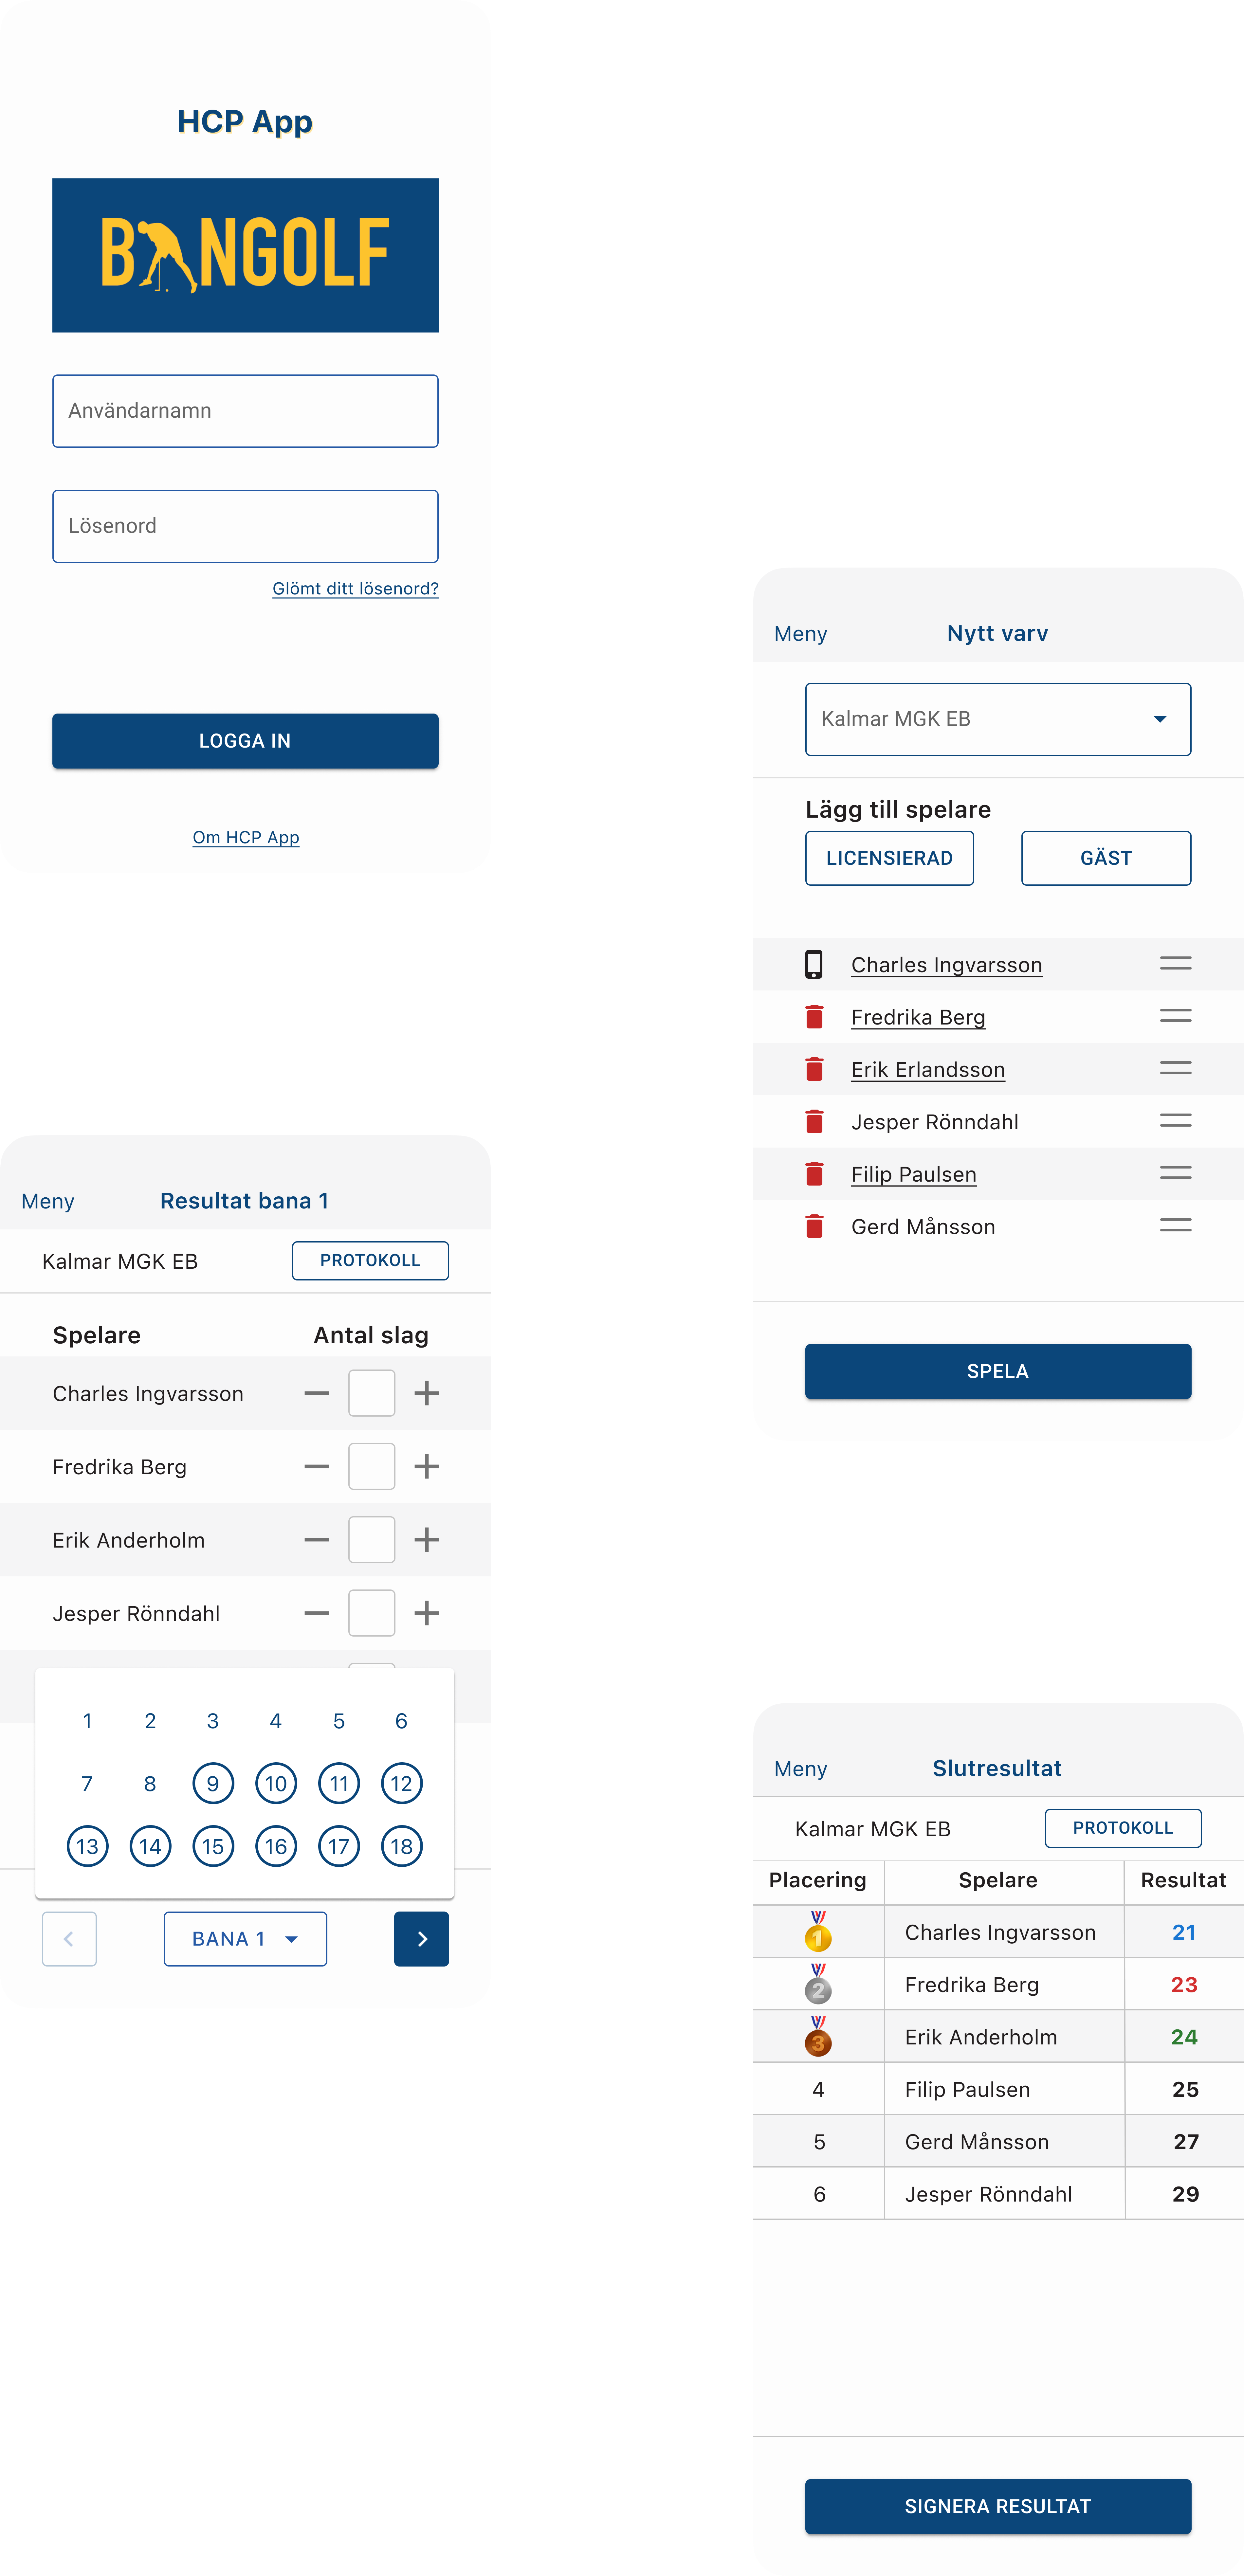 HCP App
BANGOLF
Användarnamn
Lösenord
Glömt ditt lösenord?
LOGGA IN
Om HCP App
Meny Nytt varv
Kalmar MGK EB
Lägg till spelare
LICENSIERAD GÄST
Charles Ingvarsson
Fredrika Berg
Erik Erlandsson
Jesper Rönndahl
Filip Paulsen
Gerd Månsson
SPELA
Meny Resultat bana 1
Kalmar MGK EB PROTOKOLL
Spelare Antal slag
Charles Ingvarsson
Fredrika Berg
Erik Anderholm
Jesper Rönndahl
1 2 3 4 5 6
7 8 9 10 11 12
13 14 15 16 17 18
BANA 1
Meny Slutresultat
Kalmar MGK EB PROTOKOLL
Placering Spelare Resultat
1 Charles Ingvarsson 21
2 Fredrika Berg 23
3 Erik Anderholm 24
4 Filip Paulsen 25
5 Gerd Månsson 27
6 Jesper Rönndahl 29
SIGNERA RESULTAT